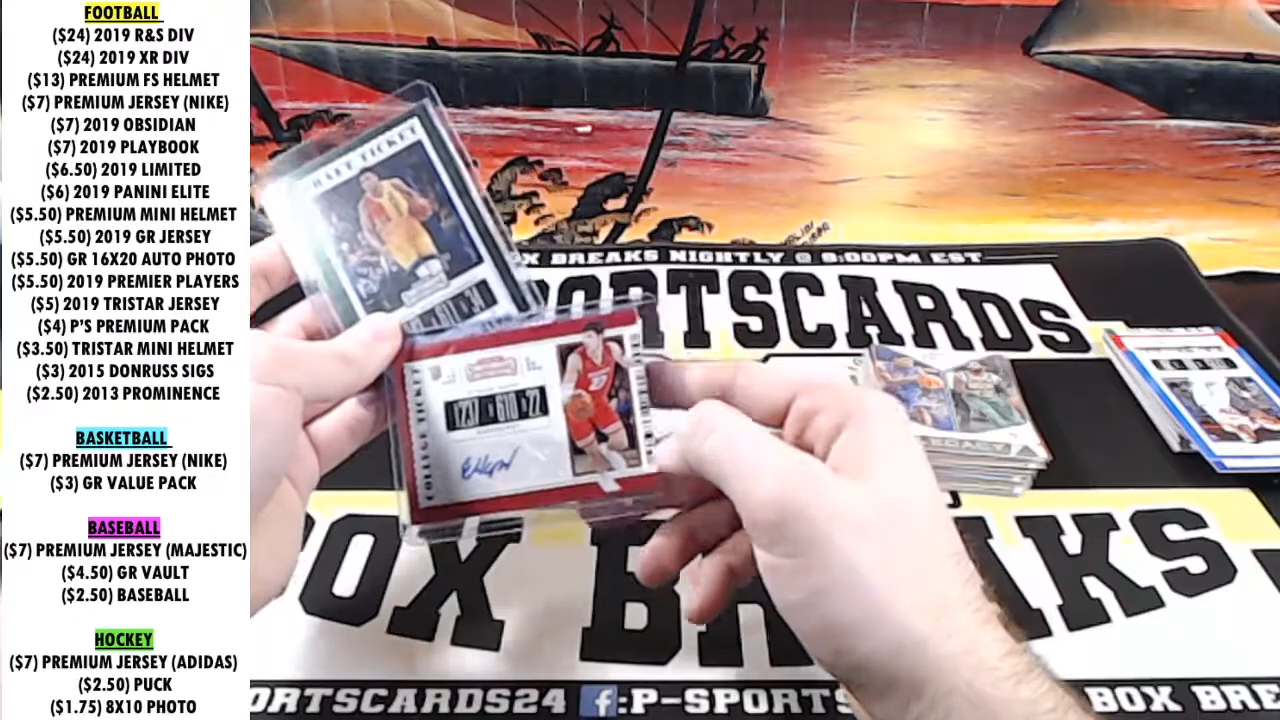 FOOTBALL
($24) 2019 R&S DIV
($24) 2019 XR DIV
($13) PREMIUM FS HELMET
($7) PREMIUM JERSEY (NIKE)
($7) 2019 OBSIDIAN
($7) 2019 PLAYBOOK
($6.50) 2019 LIMITED
($6) 2019 PANINI ELITE
($5.50) PREMIUM MINI HELMET
($5.50) 2019 GR JERSEY
($5.50) GR 16X20 AUTO PHOTO
($5.50) 2019 PREMIER PLAYERS
($5) 2019 TRISTAR JERSEY
($4) P'S PREMIUM PACK
($3.50) TRISTAR MINI HELMET
($3) 2015 DONRUSS SIGS
($2.50) 2013 PROMINENCE
BASKETBALL
($7) PREMIUM JERSEY (NIKE)
($3) GR VALUE PACK
BASEBALL
($7) PREMIUM JERSEY (MAJESTIC)
($4.50) GR VAULT
($2.50) BASEBALL
HOCKEY
($7) PREMIUM JERSEY (ADIDAS)
($2.50) PUCK
($1.75) 8X10 PHOTO
TICKET
COLLEGE TICKET
OX BREAKS NIGHTLY @ 8:00PM EST
ORTSCARDS
LEGACY
OX BR AKS
ORTSCARDS24 f:P-SPORTS BOX BREA